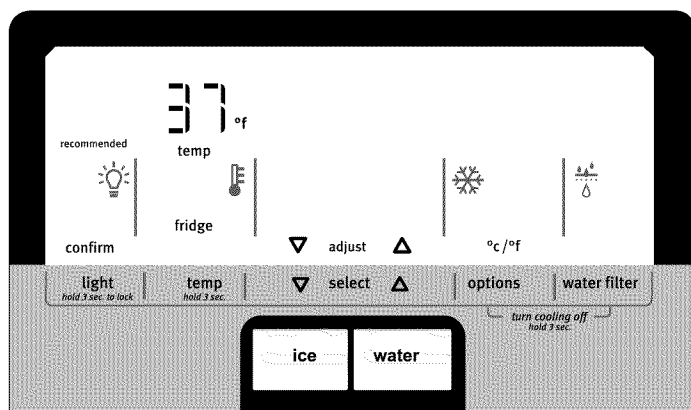 37 °f
recommended
temp
fridge
confirm
▽ adjust △
°c/°f
light
hold 3 sec. to lock
temp
hold 3 sec.
▽ select △
options
water filter
turn cooling off
hold 3 sec.
ice
water